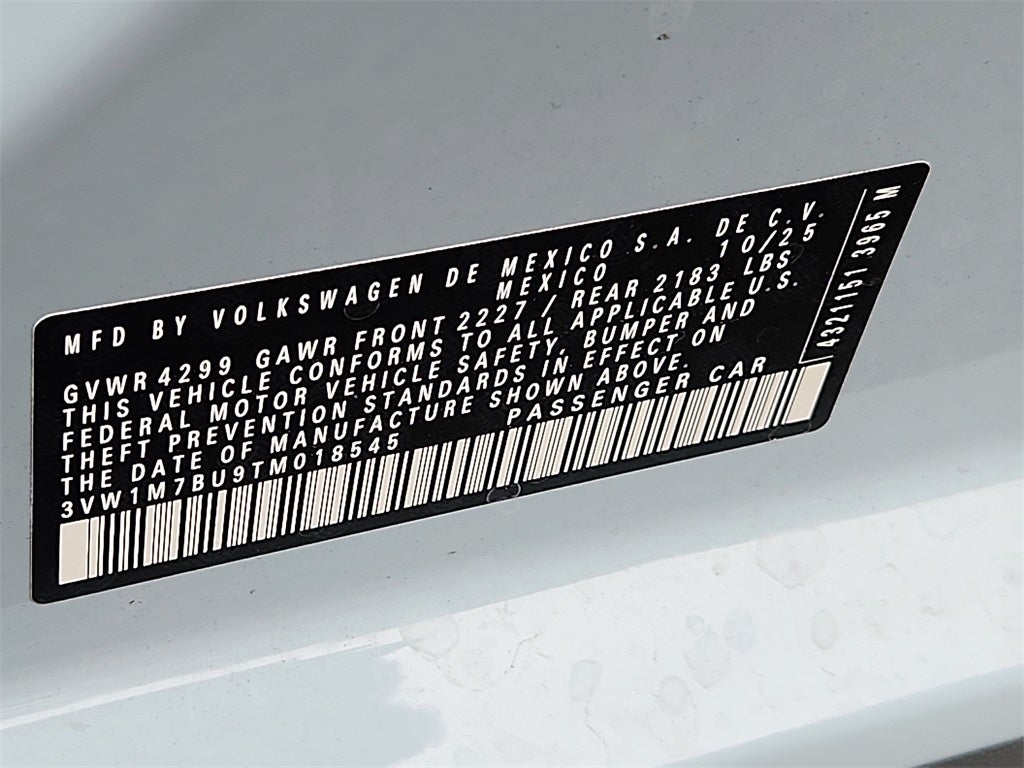 MFD BY VOLKSWAGEN DE MEXICO S.A. DE C.V.
MEXICO 10/25
GVWR 4299 GAWR FRONT 2227 / REAR 2183 LBS
THIS VEHICLE CONFORMS TO ALL APPLICABLE U.S.
FEDERAL MOTOR VEHICLE SAFETY, BUMPER AND
THEFT PREVENTION STANDARDS IN EFFECT ON
THE DATE OF MANUFACTURE SHOWN ABOVE.
3VW1M7BU9TM018545 PASSENGER CAR
4321151 3965 M